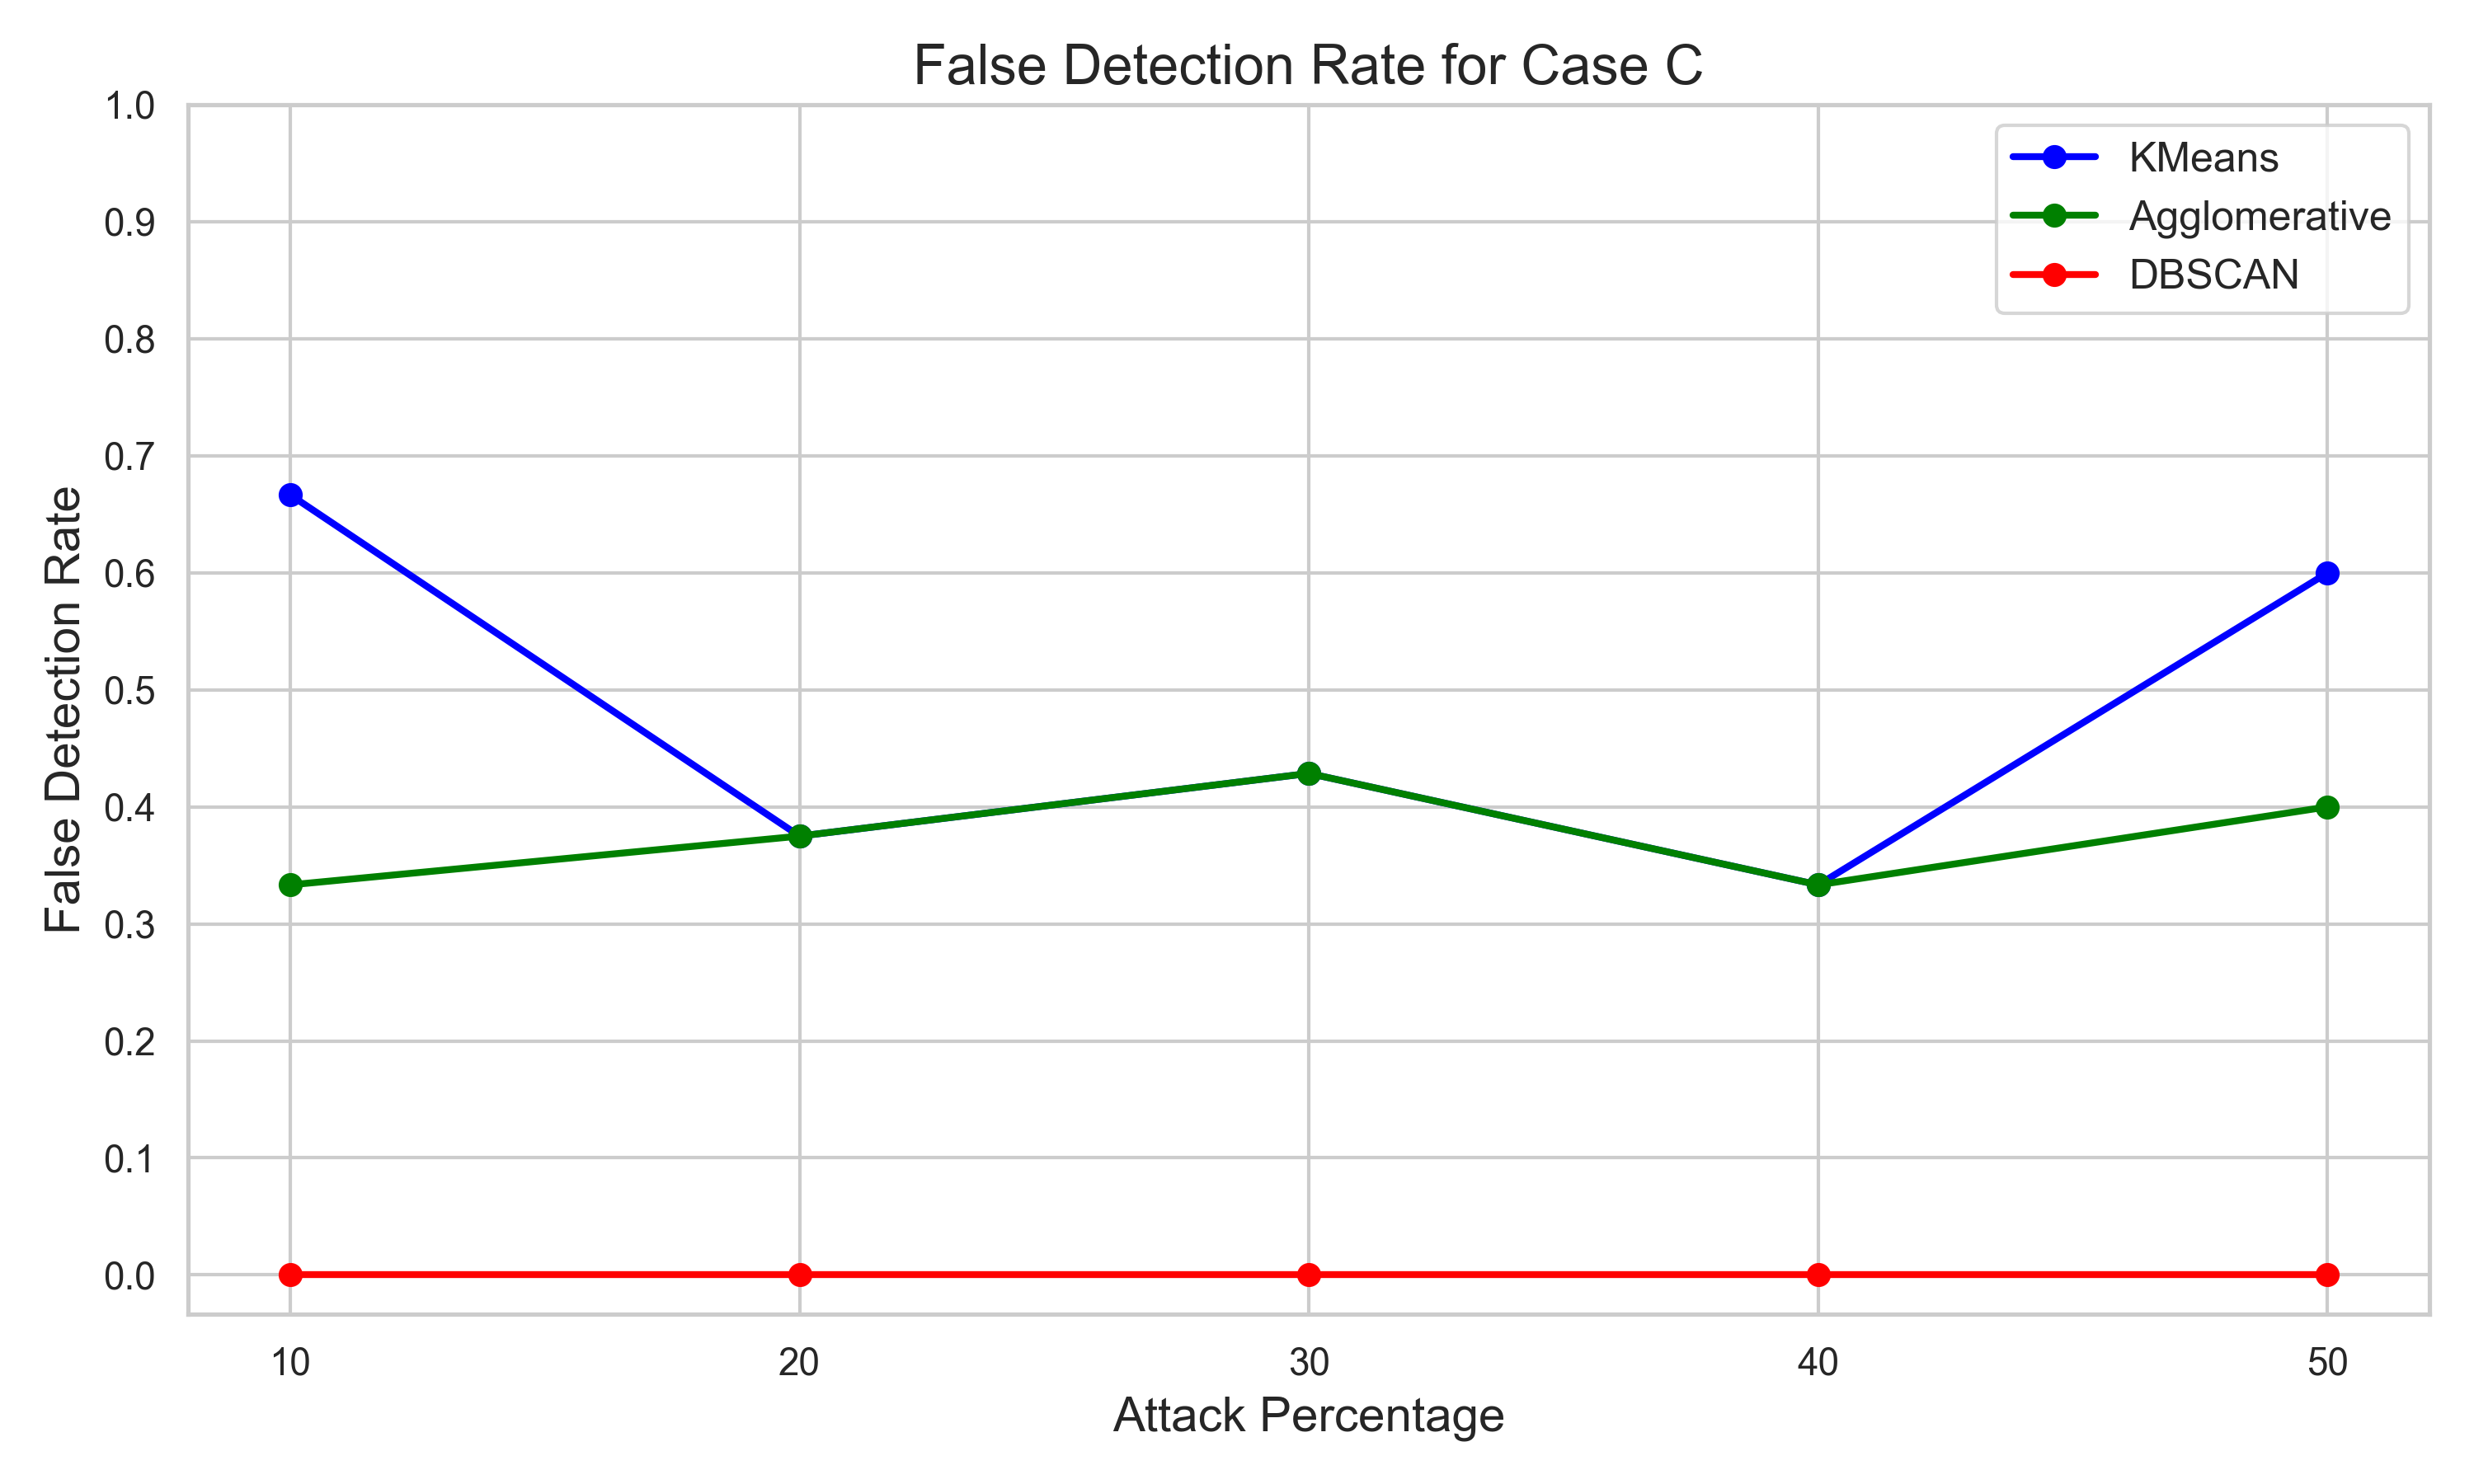 False Detection Rate for Case C
1.0
0.9
0.8
0.7
0.6
0.5
0.4
0.3
0.2
0.1
0.0
False Detection Rate
KMeans
Agglomerative
DBSCAN
10 20 30 40 50
Attack Percentage